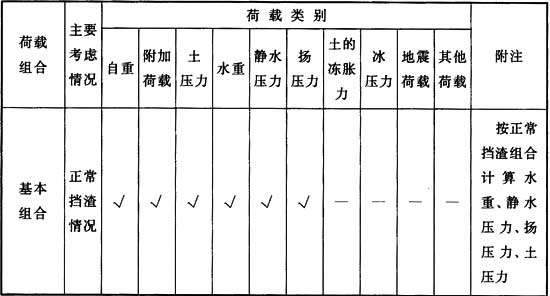 荷载组合 主要考虑情况 荷载类别 附注
自重 附加荷载 土压力 水重 静水压力 扬压力 土的冻胀力 冰压力 地震荷载 其他荷载
基本组合 正常挡渣情况 √ √ √ √ √ √ — — — — 按正常挡渣组合计算水重、静水压力、扬压力、土压力